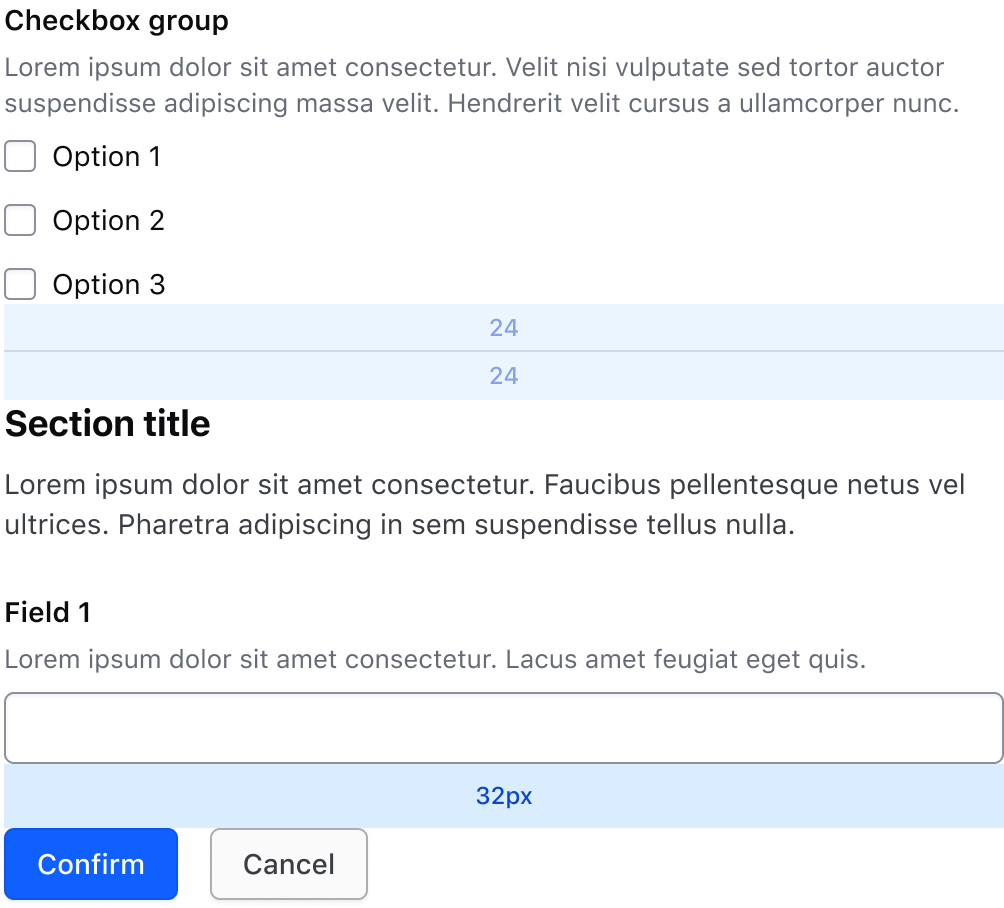 Checkbox group
Lorem ipsum dolor sit amet consectetur. Velit nisi vulputate sed tortor auctor
suspendisse adipiscing massa velit. Hendrerit velit cursus a ullamcorper nunc.
Option 1
Option 2
Option 3
24
24
Section title
Lorem ipsum dolor sit amet consectetur. Faucibus pellentesque netus vel
ultrices. Pharetra adipiscing in sem suspendisse tellus nulla.
Field 1
Lorem ipsum dolor sit amet consectetur. Lacus amet feugiat eget quis.
32px
Confirm Cancel